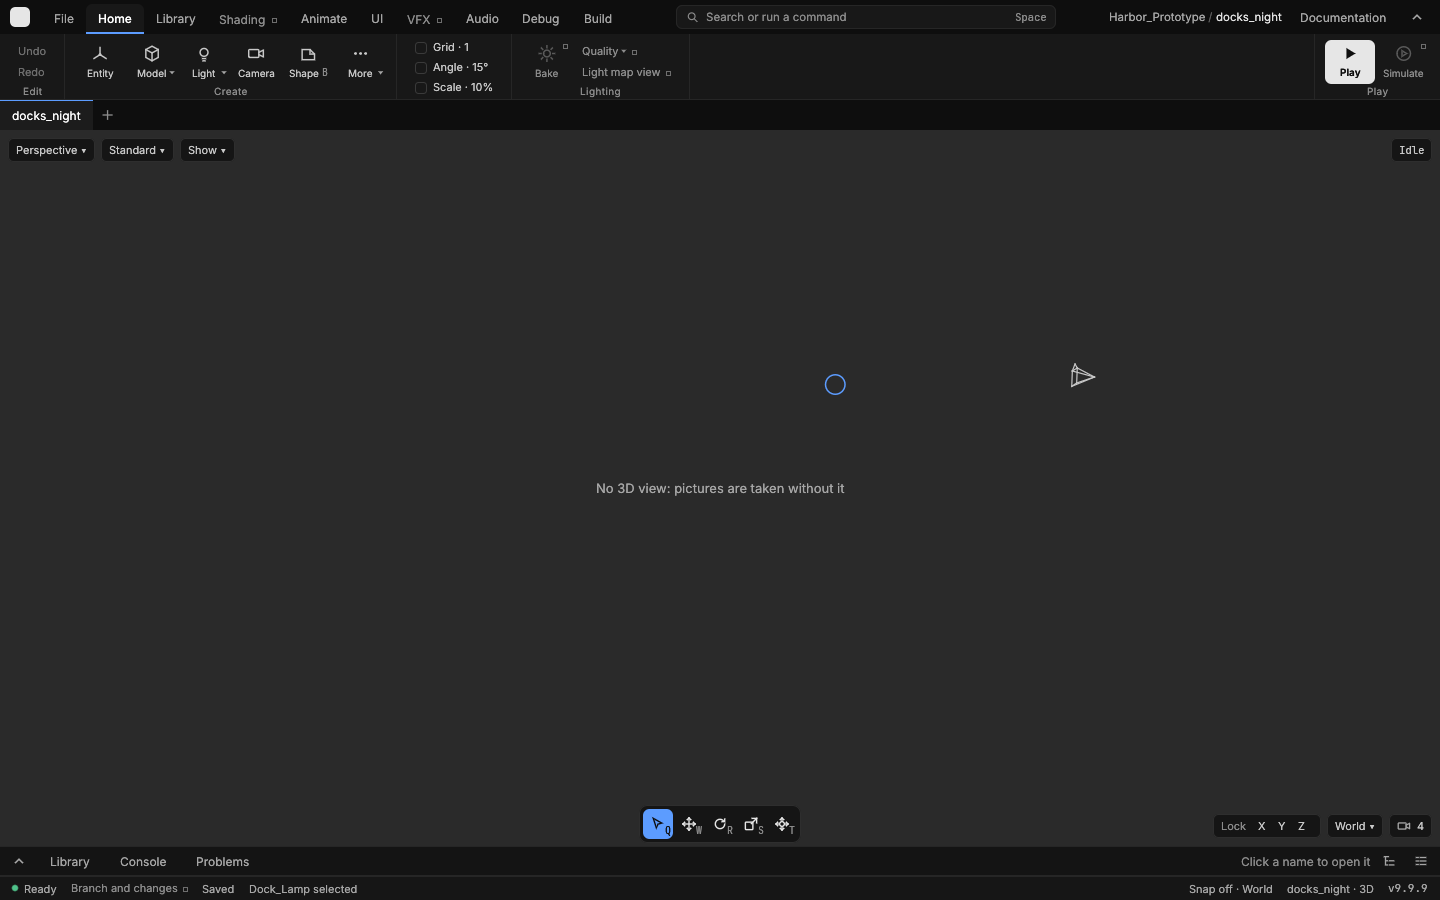 File Home Library Shading Animate UI VFX Audio Debug Build Search or run a command Space Harbor_Prototype / docks_night Documentation
Undo
Redo
Edit
Entity Model Light Camera Shape B More
Create
Grid · 1
Angle · 15°
Scale · 10%
Bake
Quality
Light map view
Lighting
Play Simulate
Play
docks_night
Perspective Standard Show Idle
No 3D view: pictures are taken without it
Q W R S T
Lock X Y Z World 4
Library Console Problems Click a name to open it
Ready Branch and changes Saved Dock_Lamp selected Snap off · World docks_night · 3D v9.9.9